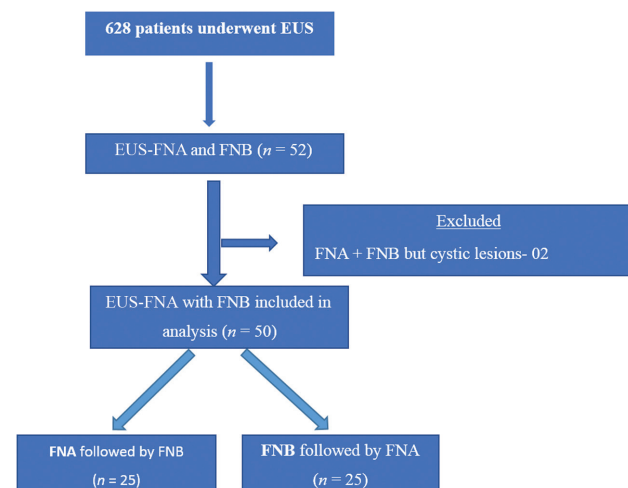 628 patients underwent EUS
EUS-FNA and FNB (n = 52)
Excluded
FNA + FNB but cystic lesions- 02
EUS-FNA with FNB included in
analysis (n = 50)
FNA followed by FNB
(n = 25)
FNB followed by FNA
(n = 25)